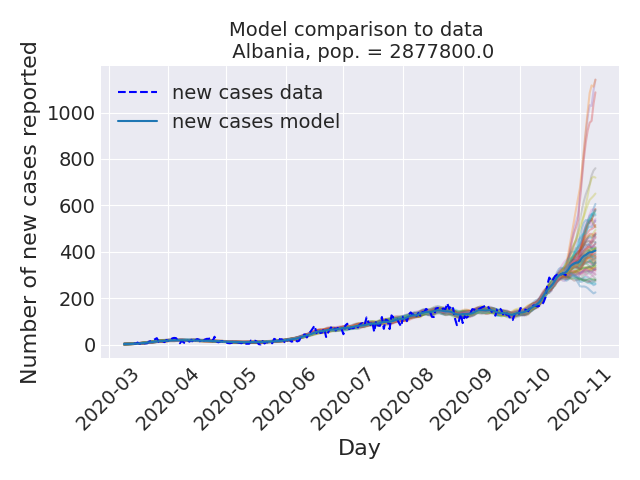 Model comparison to data
Albania, pop. = 2877800.0
new cases data
new cases model
Number of new cases reported
1000
800
600
400
200
0
2020-03
2020-04
2020-05
2020-06
2020-07
2020-08
2020-09
2020-10
2020-11
Day